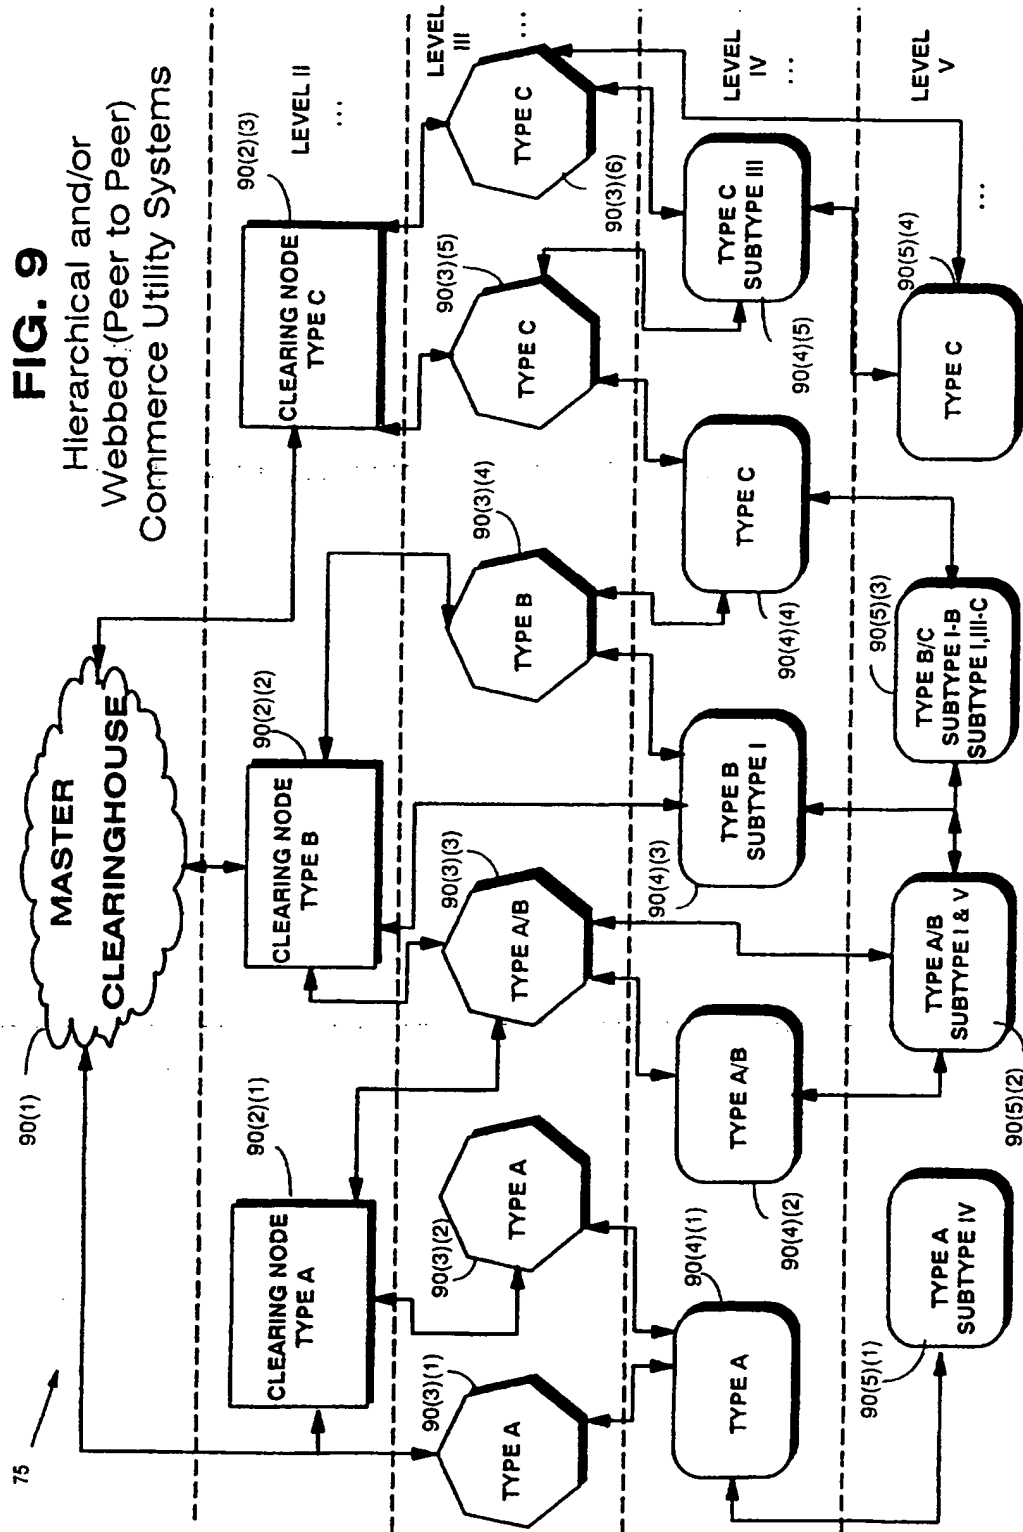 FIG. 9
Hierarchical and/or
Webbed (Peer to Peer)
Commerce Utility Systems
75
90(1)
MASTER
CLEARINGHOUSE
LEVEL II
...
90(2)(1)
CLEARING NODE
TYPE A
90(2)(2)
CLEARING NODE
TYPE B
90(2)(3)
CLEARING NODE
TYPE C
LEVEL
III
...
90(3)(1)
TYPE A
90(3)(2)
TYPE A
90(3)(3)
TYPE A/B
90(3)(4)
TYPE B
90(3)(5)
TYPE C
90(3)(6)
TYPE C
LEVEL
IV
...
90(4)(1)
TYPE A
90(4)(2)
TYPE A/B
90(4)(3)
TYPE B
SUBTYPE I
90(4)(4)
TYPE C
90(4)(5)
TYPE C
SUBTYPE III
LEVEL
V
...
90(5)(1)
TYPE A
SUBTYPE IV
90(5)(2)
TYPE A/B
SUBTYPE I & V
90(5)(3)
TYPE B/C
SUBTYPE I-B
SUBTYPE I,III-C
90(5)(4)
TYPE C